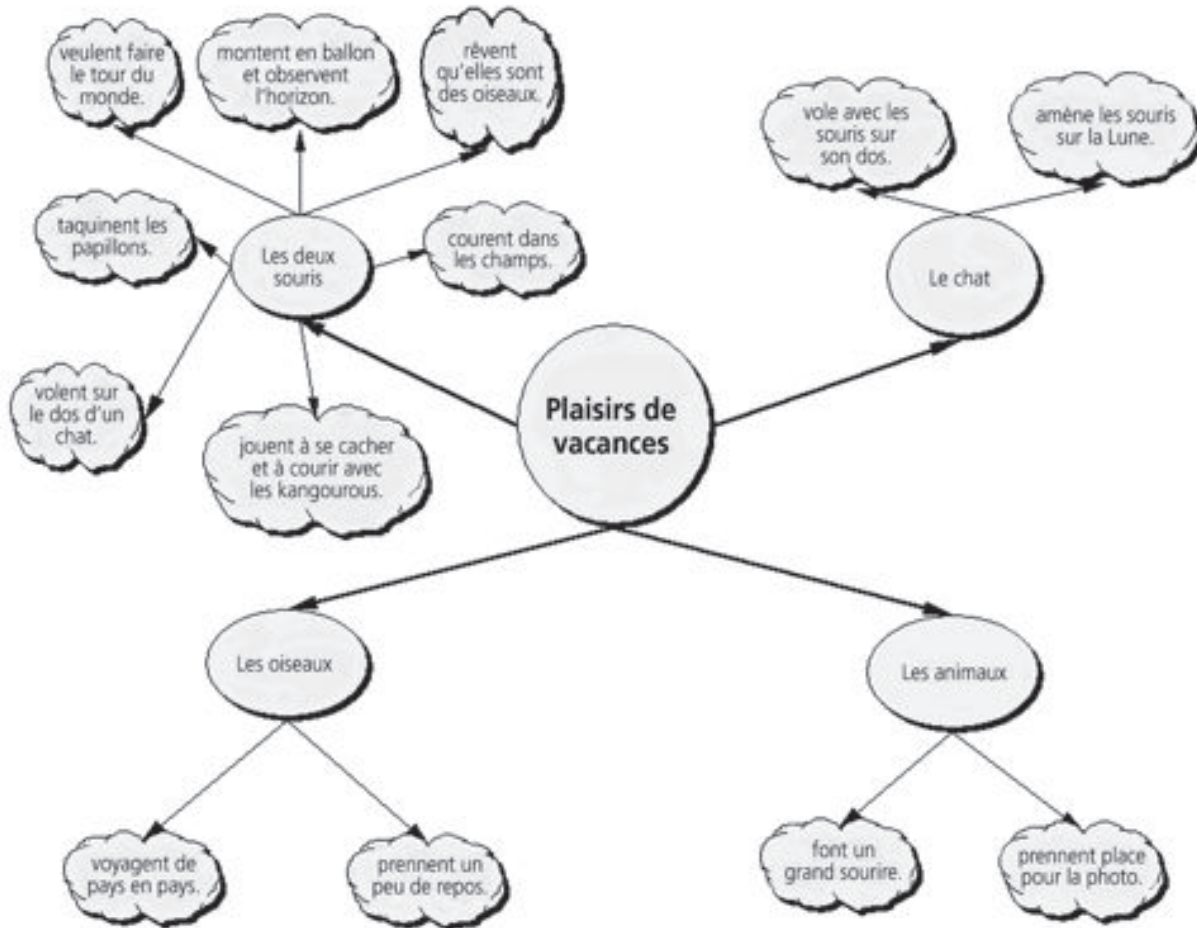 veulent faire
le tour du
monde.
montent en ballon
et observent
l'horizon.
rêvent
qu'elles sont
des oiseaux.
vole avec les
souris sur
son dos.
amène les souris
sur la Lune.
taquinent les
papillons.
Les deux
souris
courent dans
les champs.
Le chat
volent sur
le dos d'un
chat.
jouent à se cacher
et à courir avec
les kangourous.
Plaisirs de
vacances
Les oiseaux
Les animaux
voyagent de
pays en pays.
prennent un
peu de repos.
font un
grand sourire.
prennent place
pour la photo.